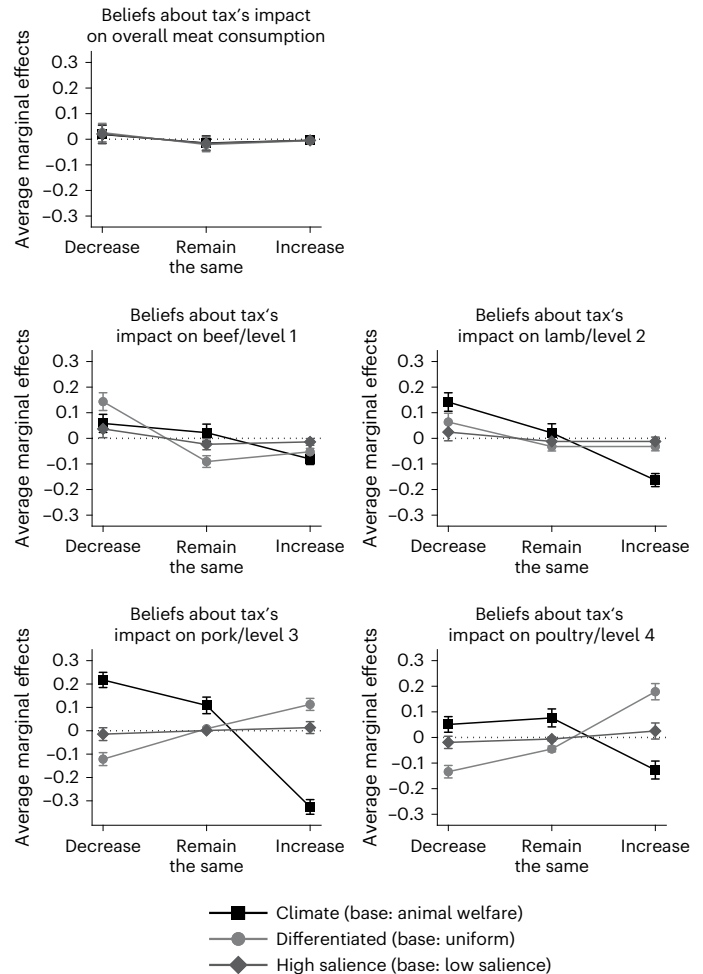 Beliefs about tax's impact
on overall meat consumption
Average marginal effects
0.3
0.2
0.1
0
–0.1
–0.2
–0.3
Decrease
Remain
the same
Increase
Beliefs about tax's
impact on beef/level 1
Average marginal effects
0.3
0.2
0.1
0
–0.1
–0.2
–0.3
Decrease
Remain
the same
Increase
Beliefs about tax's
impact on lamb/level 2
Average marginal effects
0.3
0.2
0.1
0
–0.1
–0.2
–0.3
Decrease
Remain
the same
Increase
Beliefs about tax's
impact on pork/level 3
Average marginal effects
0.3
0.2
0.1
0
–0.1
–0.2
–0.3
Decrease
Remain
the same
Increase
Beliefs about tax's
impact on poultry/level 4
Average marginal effects
0.3
0.2
0.1
0
–0.1
–0.2
–0.3
Decrease
Remain
the same
Increase
Climate (base: animal welfare)
Differentiated (base: uniform)
High salience (base: low salience)